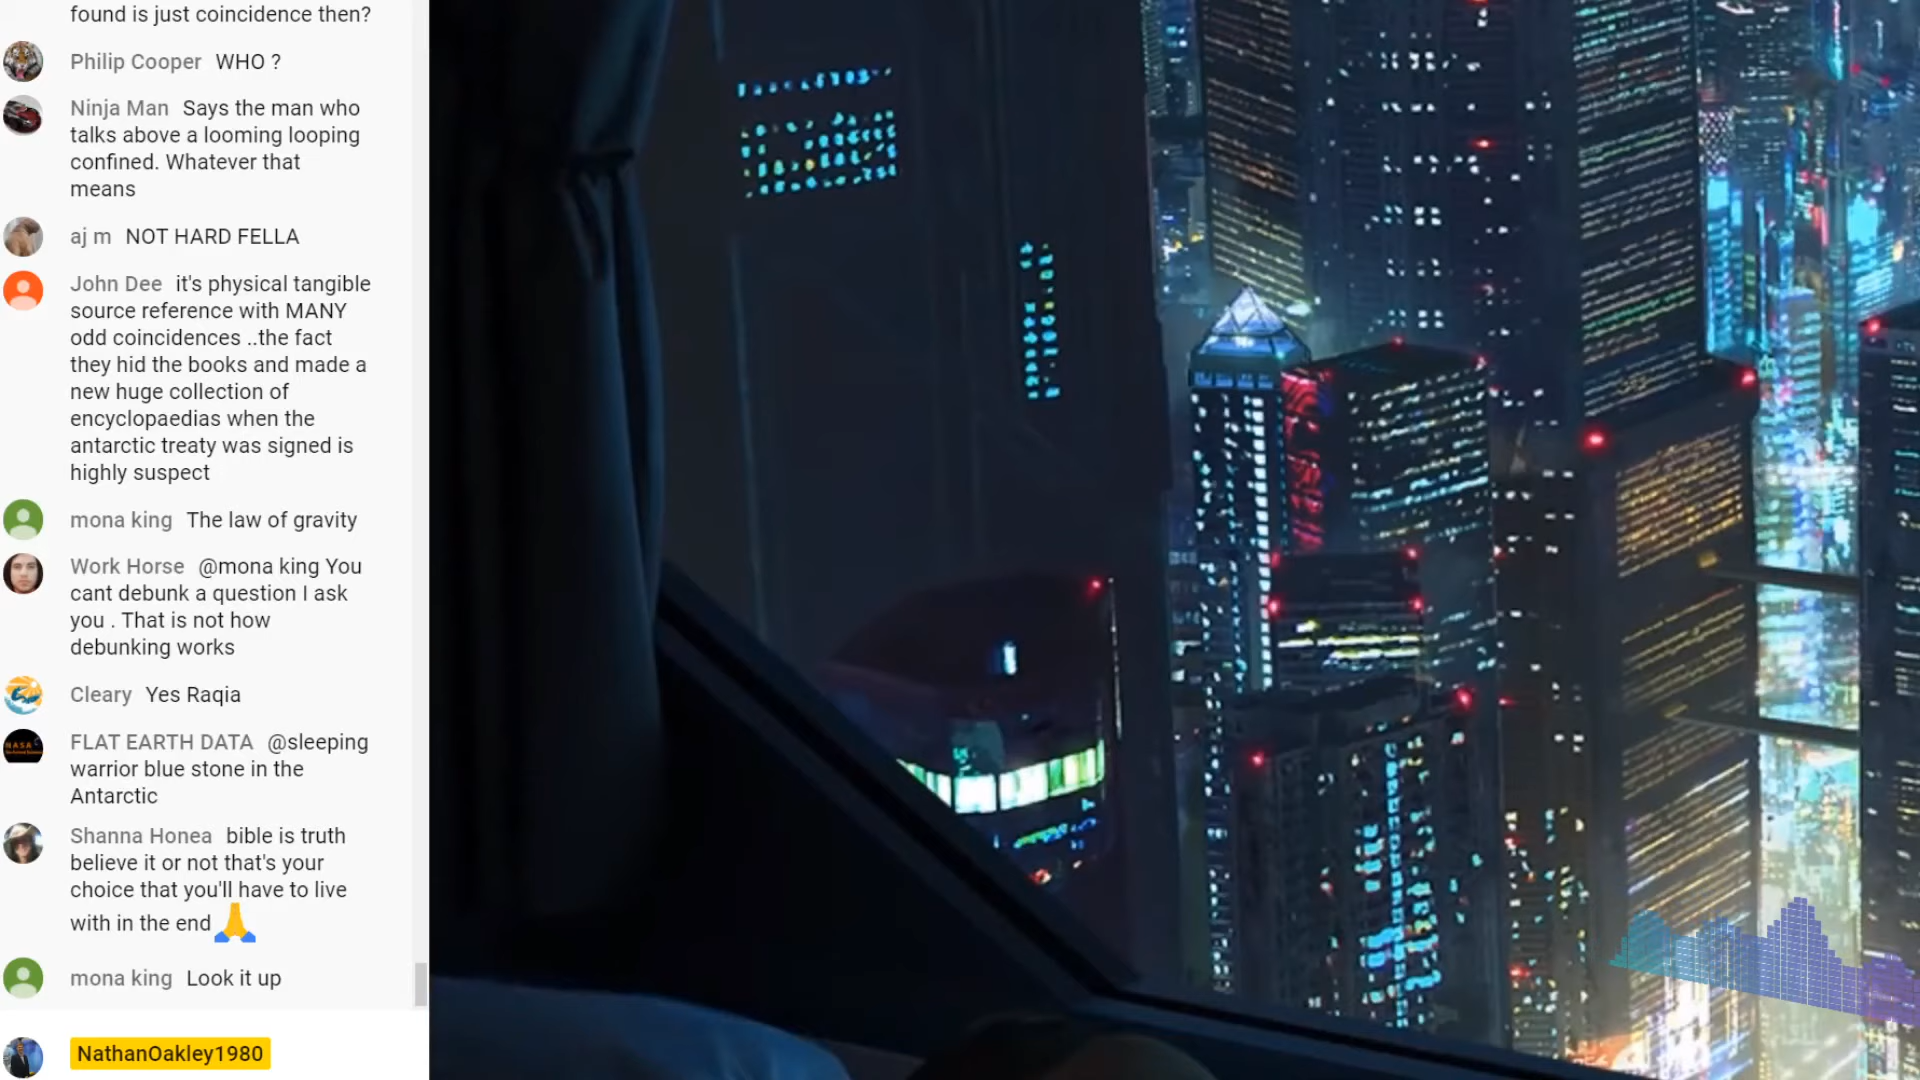 found is just coincidence then?
Philip Cooper WHO ?
Ninja Man Says the man who
talks above a looming looping
confined. Whatever that
means
aj m NOT HARD FELLA
John Dee it's physical tangible
source reference with MANY
odd coincidences ..the fact
they hid the books and made a
new huge collection of
encyclopaedias when the
antarctic treaty was signed is
highly suspect
mona king The law of gravity
Work Horse @mona king You
cant debunk a question I ask
you . That is not how
debunking works
Cleary Yes Raqia
FLAT EARTH DATA @sleeping
warrior blue stone in the
Antarctic
Shanna Honea bible is truth
believe it or not that's your
choice that you'll have to live
with in the end🙏
mona king Look it up
NathanOakley1980